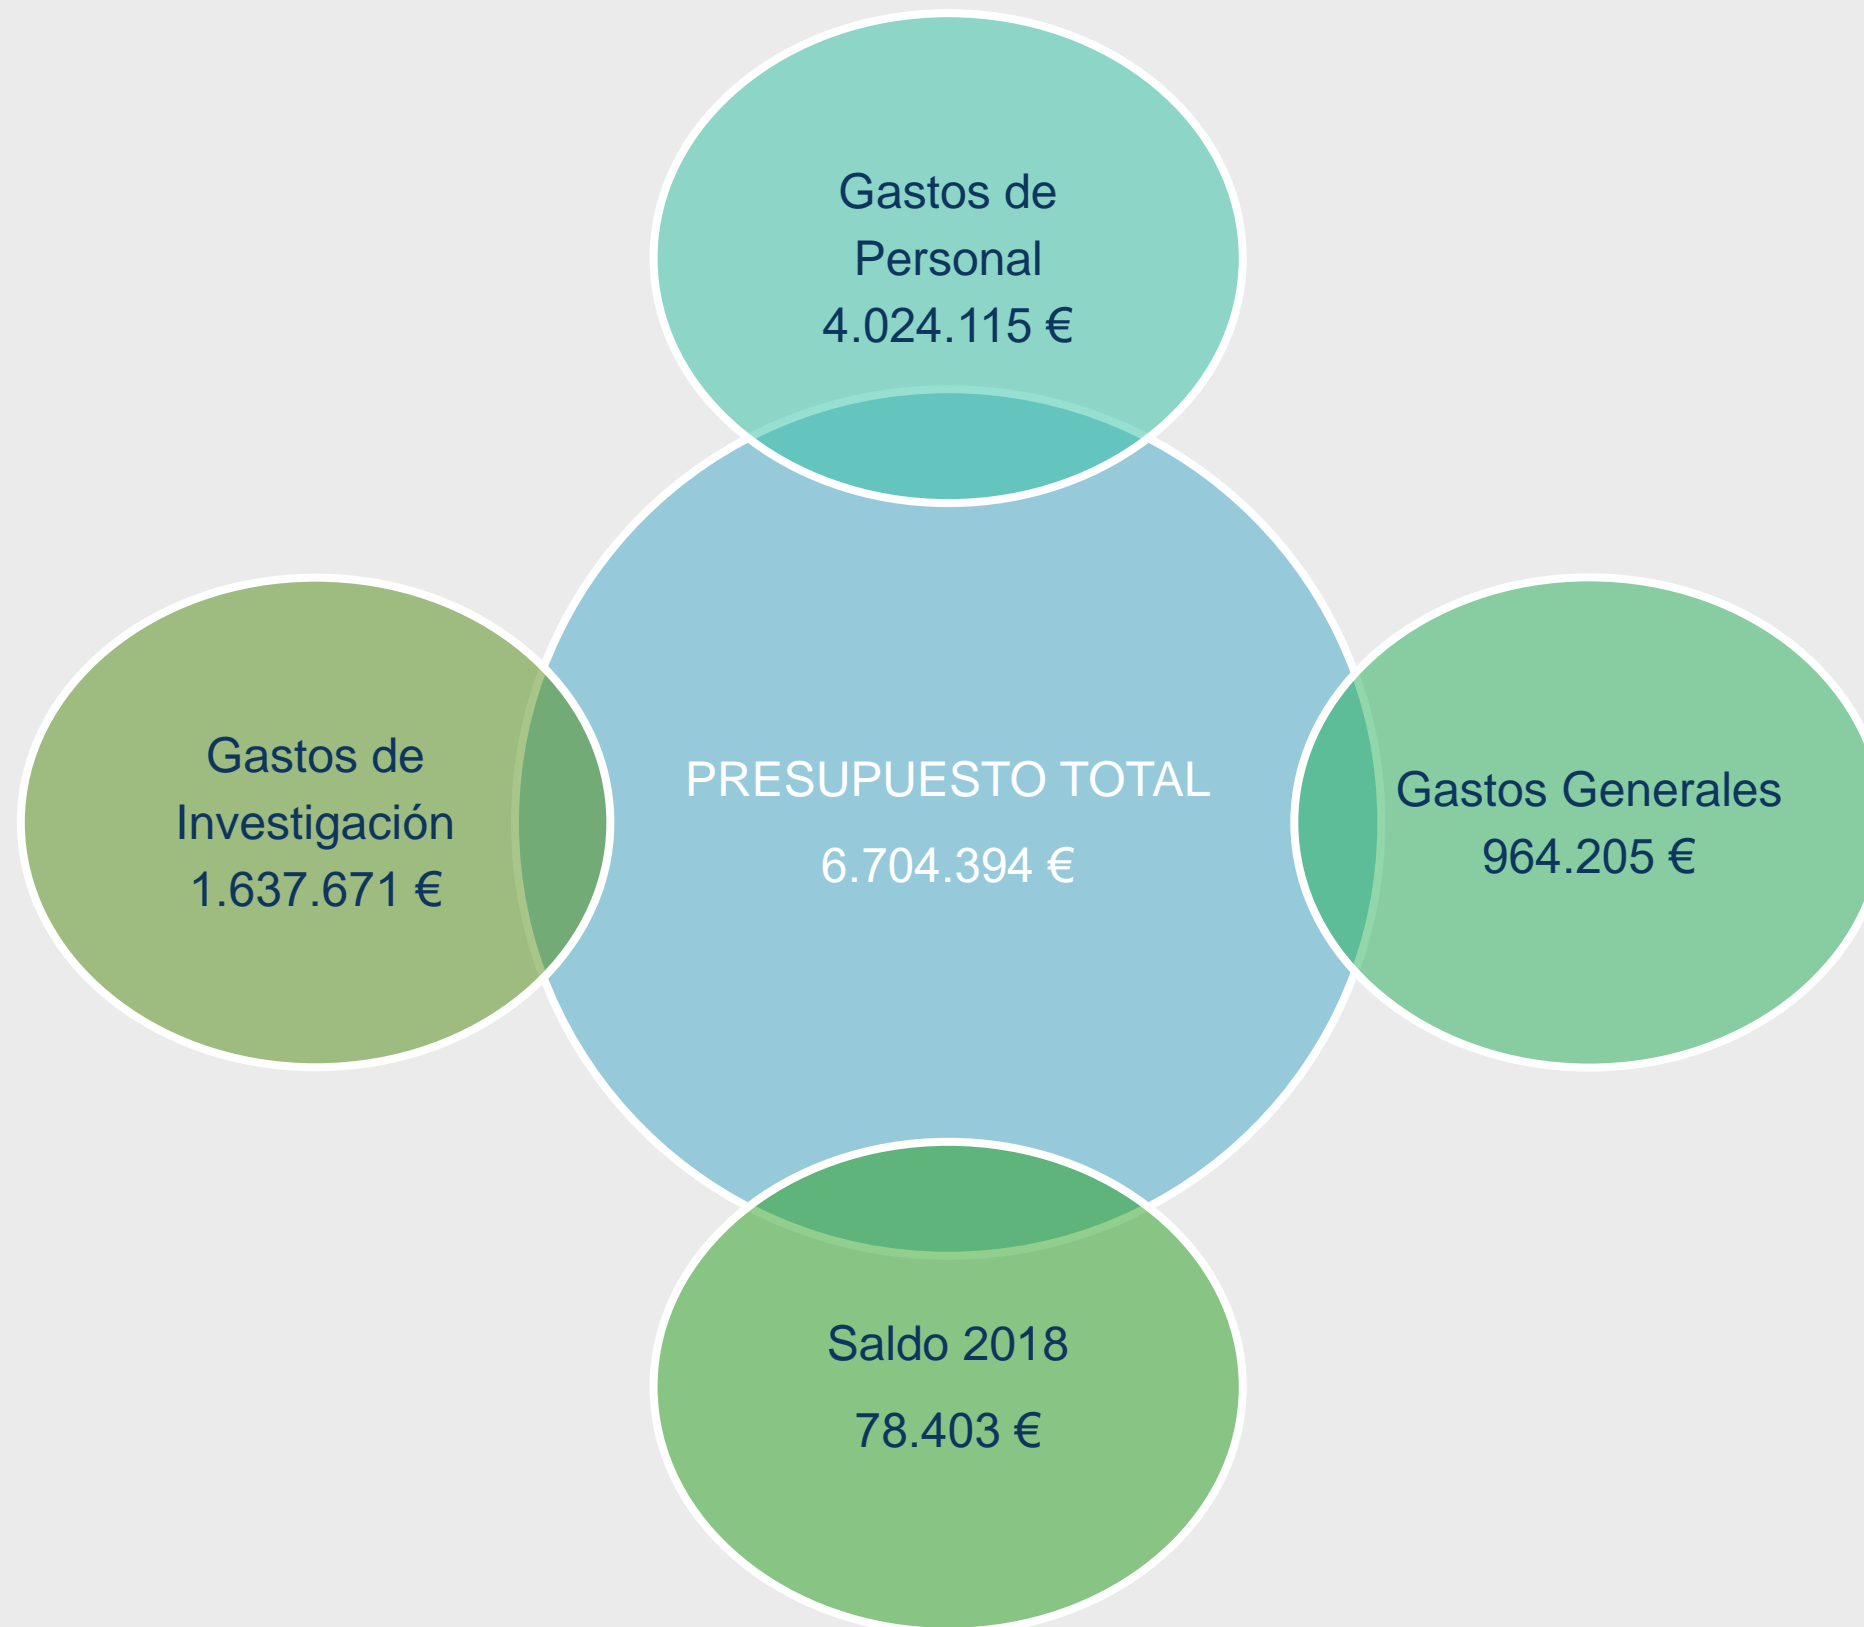 Gastos de
Personal
4.024.115 €
Gastos de
Investigación
1.637.671 €
PRESUPUESTO TOTAL
6.704.394 €
Gastos Generales
964.205 €
Saldo 2018
78.403 €